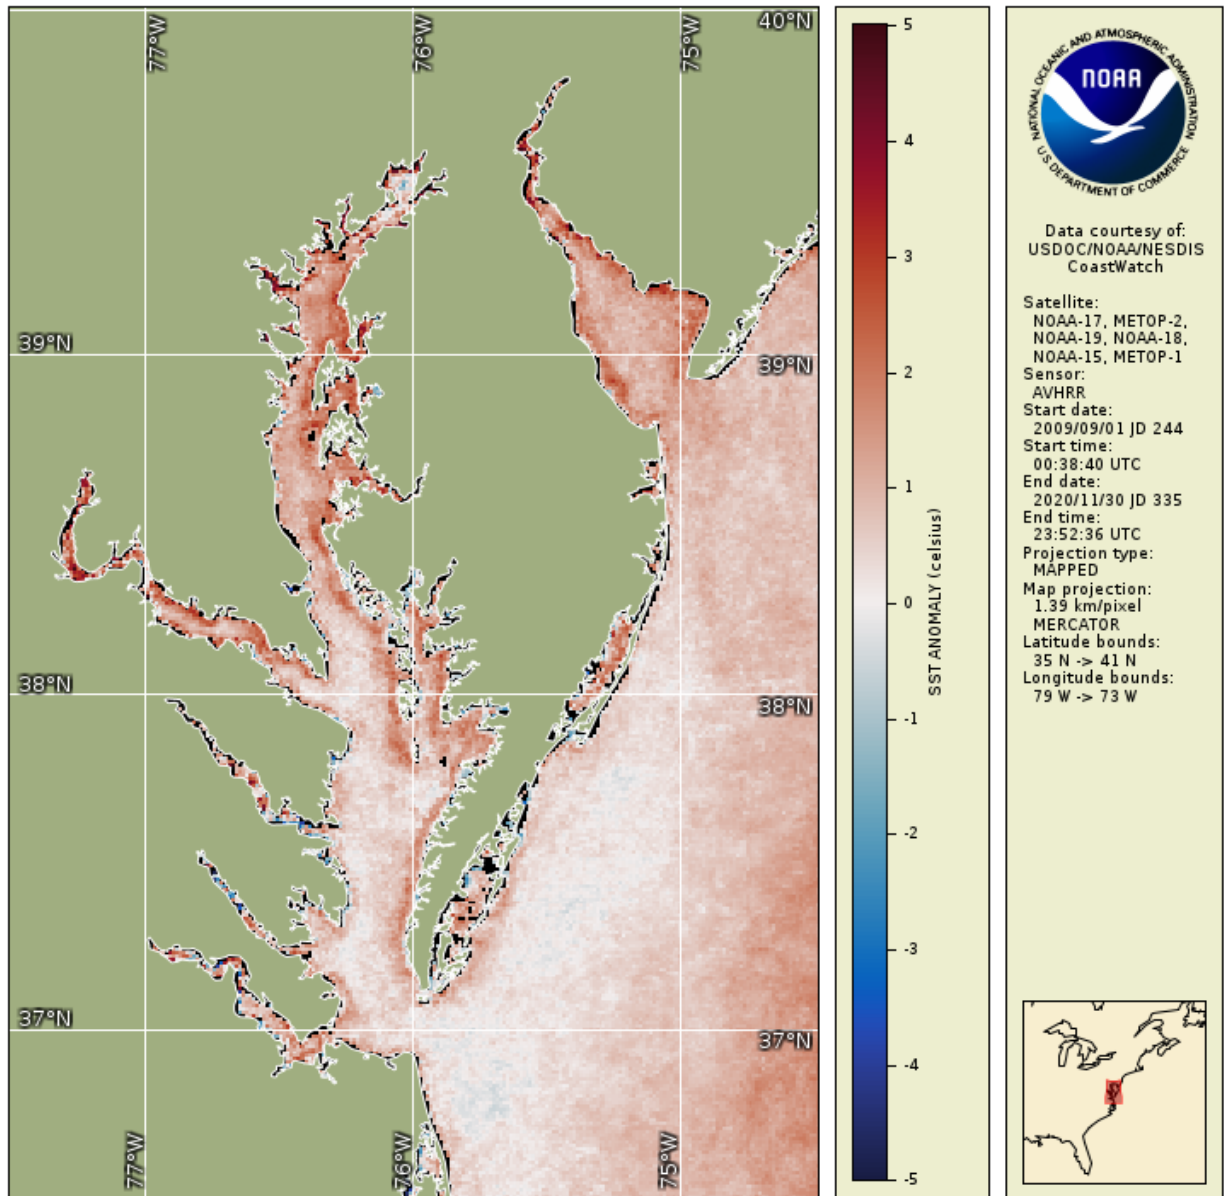 77°W
76°W
75°W
40°N
39°N
39°N
38°N
38°N
37°N
37°N
77°W
76°W
75°W
5
4
3
2
1
0
-1
-2
-3
-4
-5
SST ANOMALY (celsius)
NATIONAL OCEANIC AND ATMOSPHERIC ADMINISTRATION
U.S. DEPARTMENT OF COMMERCE
NOAA
Data courtesy of:
USDOC/NOAA/NESDIS
CoastWatch
Satellite:
NOAA-17, METOP-2,
NOAA-19, NOAA-18,
NOAA-15, METOP-1
Sensor:
AVHRR
Start date:
2009/09/01 JD 244
Start time:
00:38:40 UTC
End date:
2020/11/30 JD 335
End time:
23:52:36 UTC
Projection type:
MAPPED
Map projection:
1.39 km/pixel
MERCATOR
Latitude bounds:
35 N -> 41 N
Longitude bounds:
79 W -> 73 W